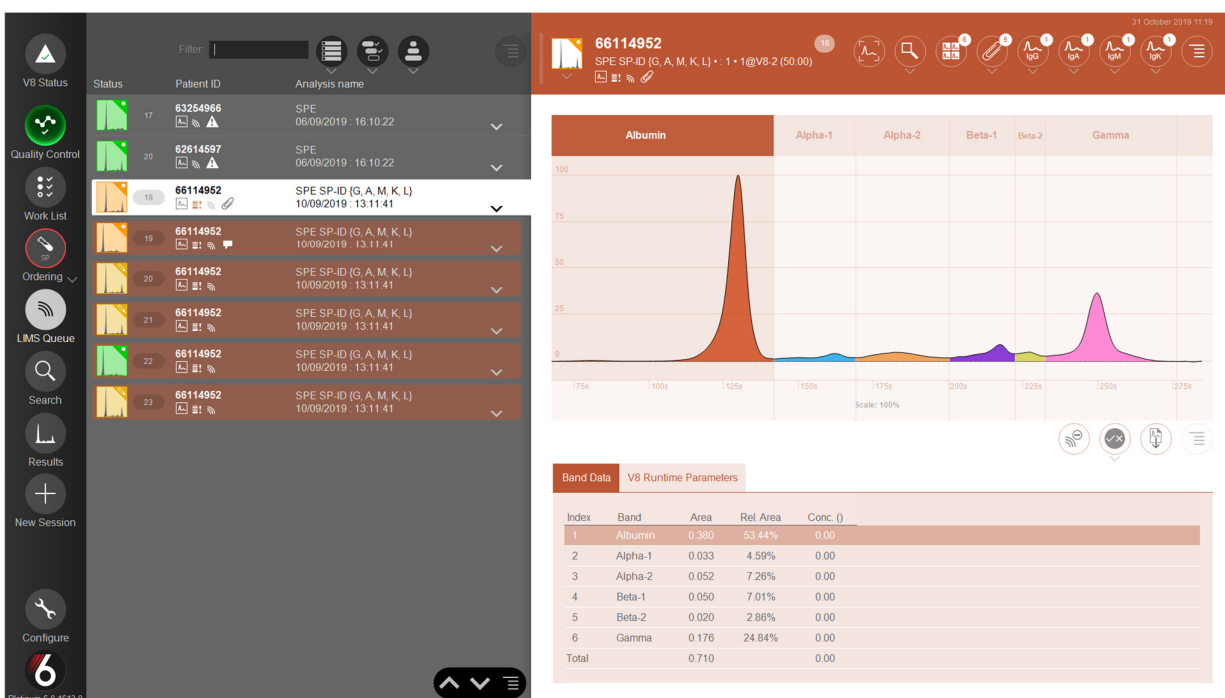 31 October 2019 11:19
V8 Status
Quality Control
Work List
SP
Ordering
LIMS Queue
Search
Results
New Session
Configure
6
Filter:
Status Patient ID Analysis name
17 63254966 SPE
06/09/2019 : 16:10:22
20 62614597 SPE
06/09/2019 : 16:10:22
18 66114952 SPE SP-ID {G, A, M, K, L}
10/09/2019 : 13:11:41
19 66114952 SPE SP-ID {G, A, M, K, L}
10/09/2019 : 13:11:41
20 66114952 SPE SP-ID {G, A, M, K, L}
10/09/2019 : 13:11:41
21 66114952 SPE SP-ID {G, A, M, K, L}
10/09/2019 : 13:11:41
22 66114952 SPE SP-ID {G, A, M, K, L}
10/09/2019 : 13:11:41
23 66114952 SPE SP-ID {G, A, M, K, L}
10/09/2019 : 13:11:41
66114952 18
SPE SP-ID {G, A, M, K, L} • : 1 • 1@V8-2 (50.00)
6 5 1 1 1 1
IgG IgA IgM IgK
Albumin Alpha-1 Alpha-2 Beta-1 Beta-2 Gamma
100
75
50
25
0
75s 100s 125s 150s 175s 200s 225s 250s 275s
Scale: 100%
Band Data V8 Runtime Parameters
Index Band Area Rel. Area Conc. ()
1 Albumin 0.380 53.44% 0.00
2 Alpha-1 0.033 4.59% 0.00
3 Alpha-2 0.052 7.26% 0.00
4 Beta-1 0.050 7.01% 0.00
5 Beta-2 0.020 2.86% 0.00
6 Gamma 0.176 24.84% 0.00
Total 0.710 0.00